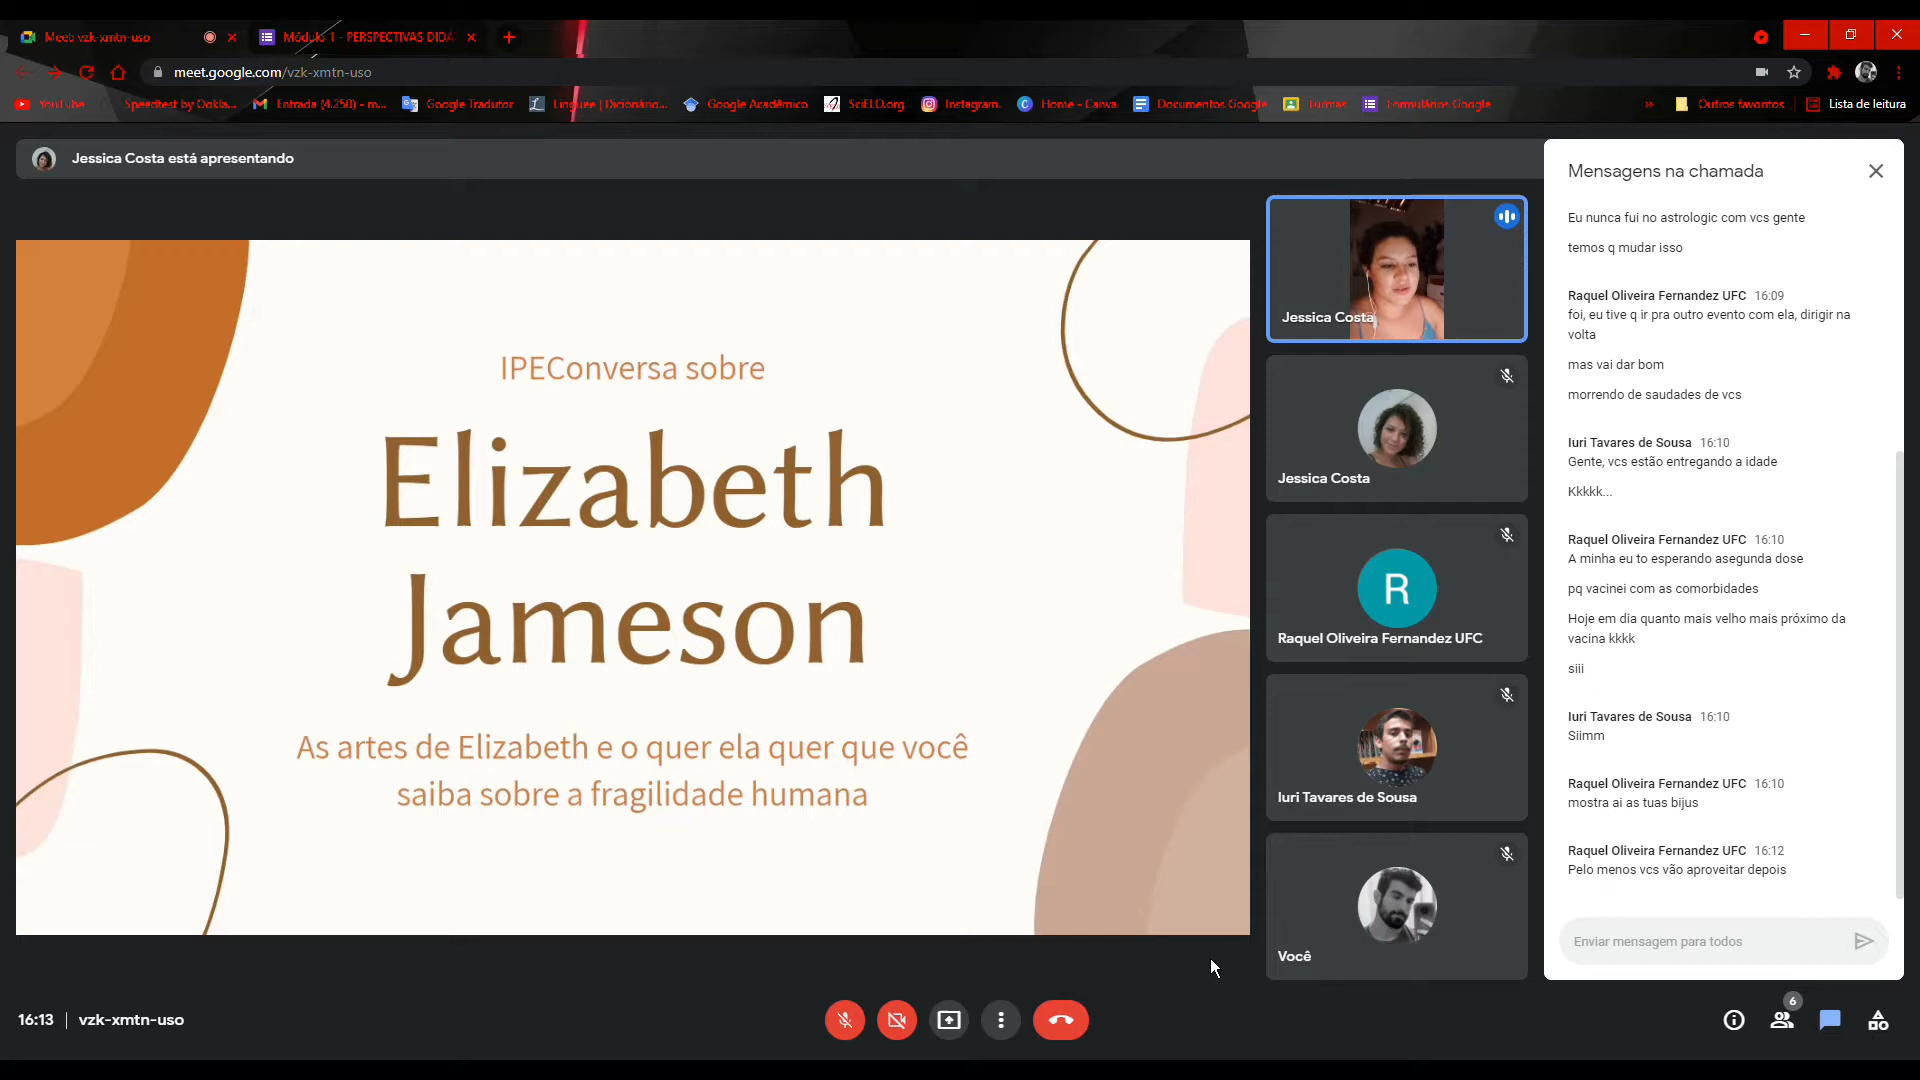 Meet: vzk-xmtn-uso
Módulo 1 - PERSPECTIVAS DIDÁ
meet.google.com/vzk-xmtn-uso
YouTube
Speedtest by Ookla...
Entrada (4.250) - m...
Google Tradutor
Linguee | Dicionário...
Google Acadêmico
SciELO.org
Instagram.
Home - Canva
Documentos Google
Turmas
Formulários Google
»
Outros favoritos
Lista de leitura
Jessica Costa está apresentando
IPEConversa sobre
Elizabeth
Jameson
As artes de Elizabeth e o quer ela quer que você
saiba sobre a fragilidade humana
Jessica Costa
Jessica Costa
R
Raquel Oliveira Fernandez UFC
Iuri Tavares de Sousa
Você
Mensagens na chamada
Eu nunca fui no astrologic com vcs gente
temos q mudar isso
Raquel Oliveira Fernandez UFC 16:09
foi, eu tive q ir pra outro evento com ela, dirigir na
volta
mas vai dar bom
morrendo de saudades de vcs
Iuri Tavares de Sousa 16:10
Gente, vcs estão entregando a idade
Kkkkk...
Raquel Oliveira Fernandez UFC 16:10
A minha eu to esperando asegunda dose
pq vacinei com as comorbidades
Hoje em dia quanto mais velho mais próximo da
vacina kkkk
siii
Iuri Tavares de Sousa 16:10
Siimm
Raquel Oliveira Fernandez UFC 16:10
mostra ai as tuas bijus
Raquel Oliveira Fernandez UFC 16:12
Pelo menos vcs vão aproveitar depois
Enviar mensagem para todos
16:13 | vzk-xmtn-uso
6